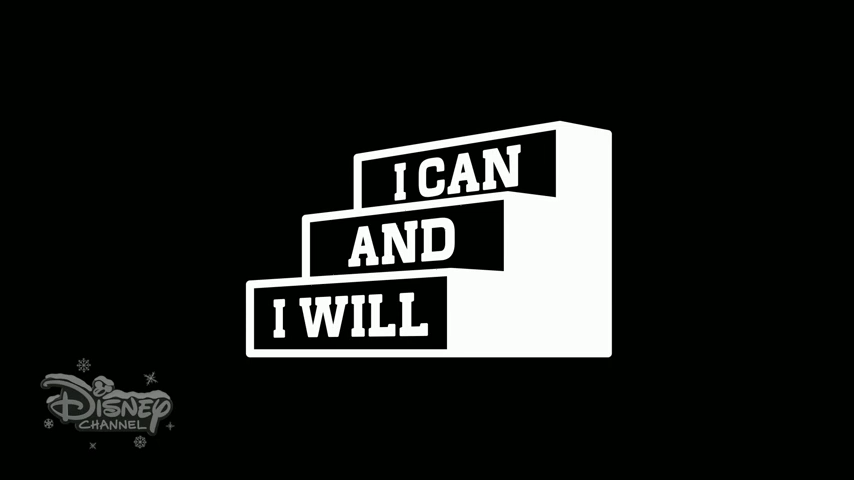 I CAN
AND
I WILL
DISNEY
CHANNEL